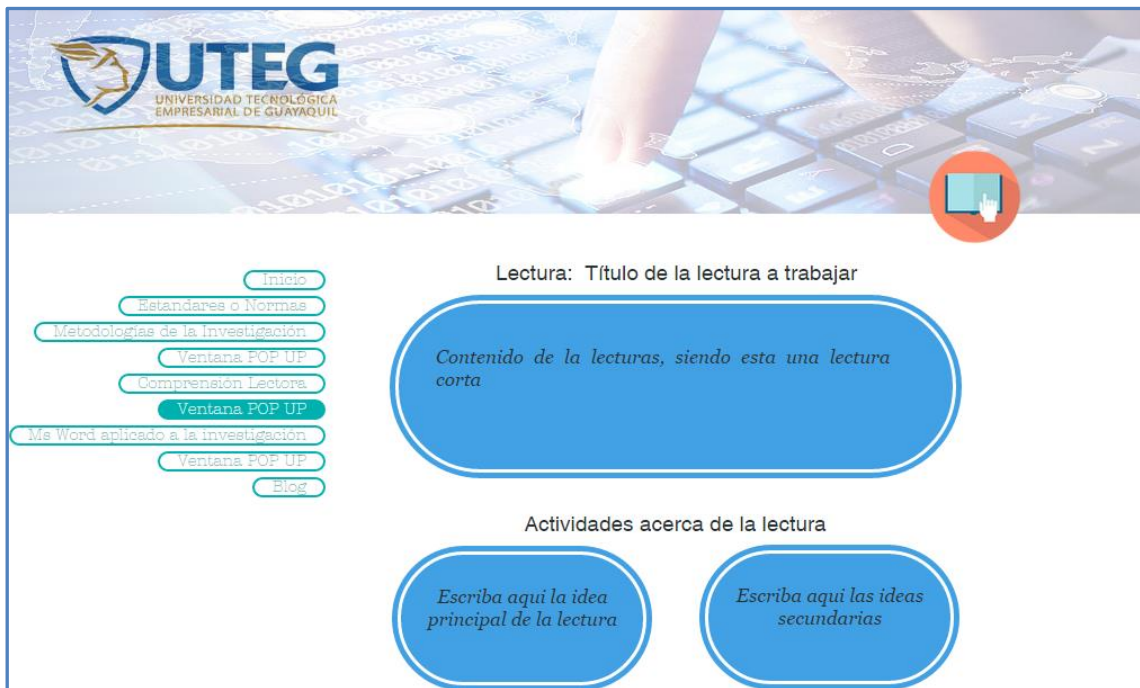 UTEG
UNIVERSIDAD TECNOLÓGICA
EMPRESARIAL DE GUAYAQUIL
Inicio
Estandares o Normas
Metodologías de la Investigación
Ventana POP UP
Comprensión Lectora
Ventana POP UP
Ms Word aplicado a la investigación
Ventana POP UP
Blog
Lectura: Título de la lectura a trabajar
Contenido de la lecturas, siendo esta una lectura
corta
Actividades acerca de la lectura
Escriba aqui la idea
principal de la lectura
Escriba aqui las ideas
secundarias